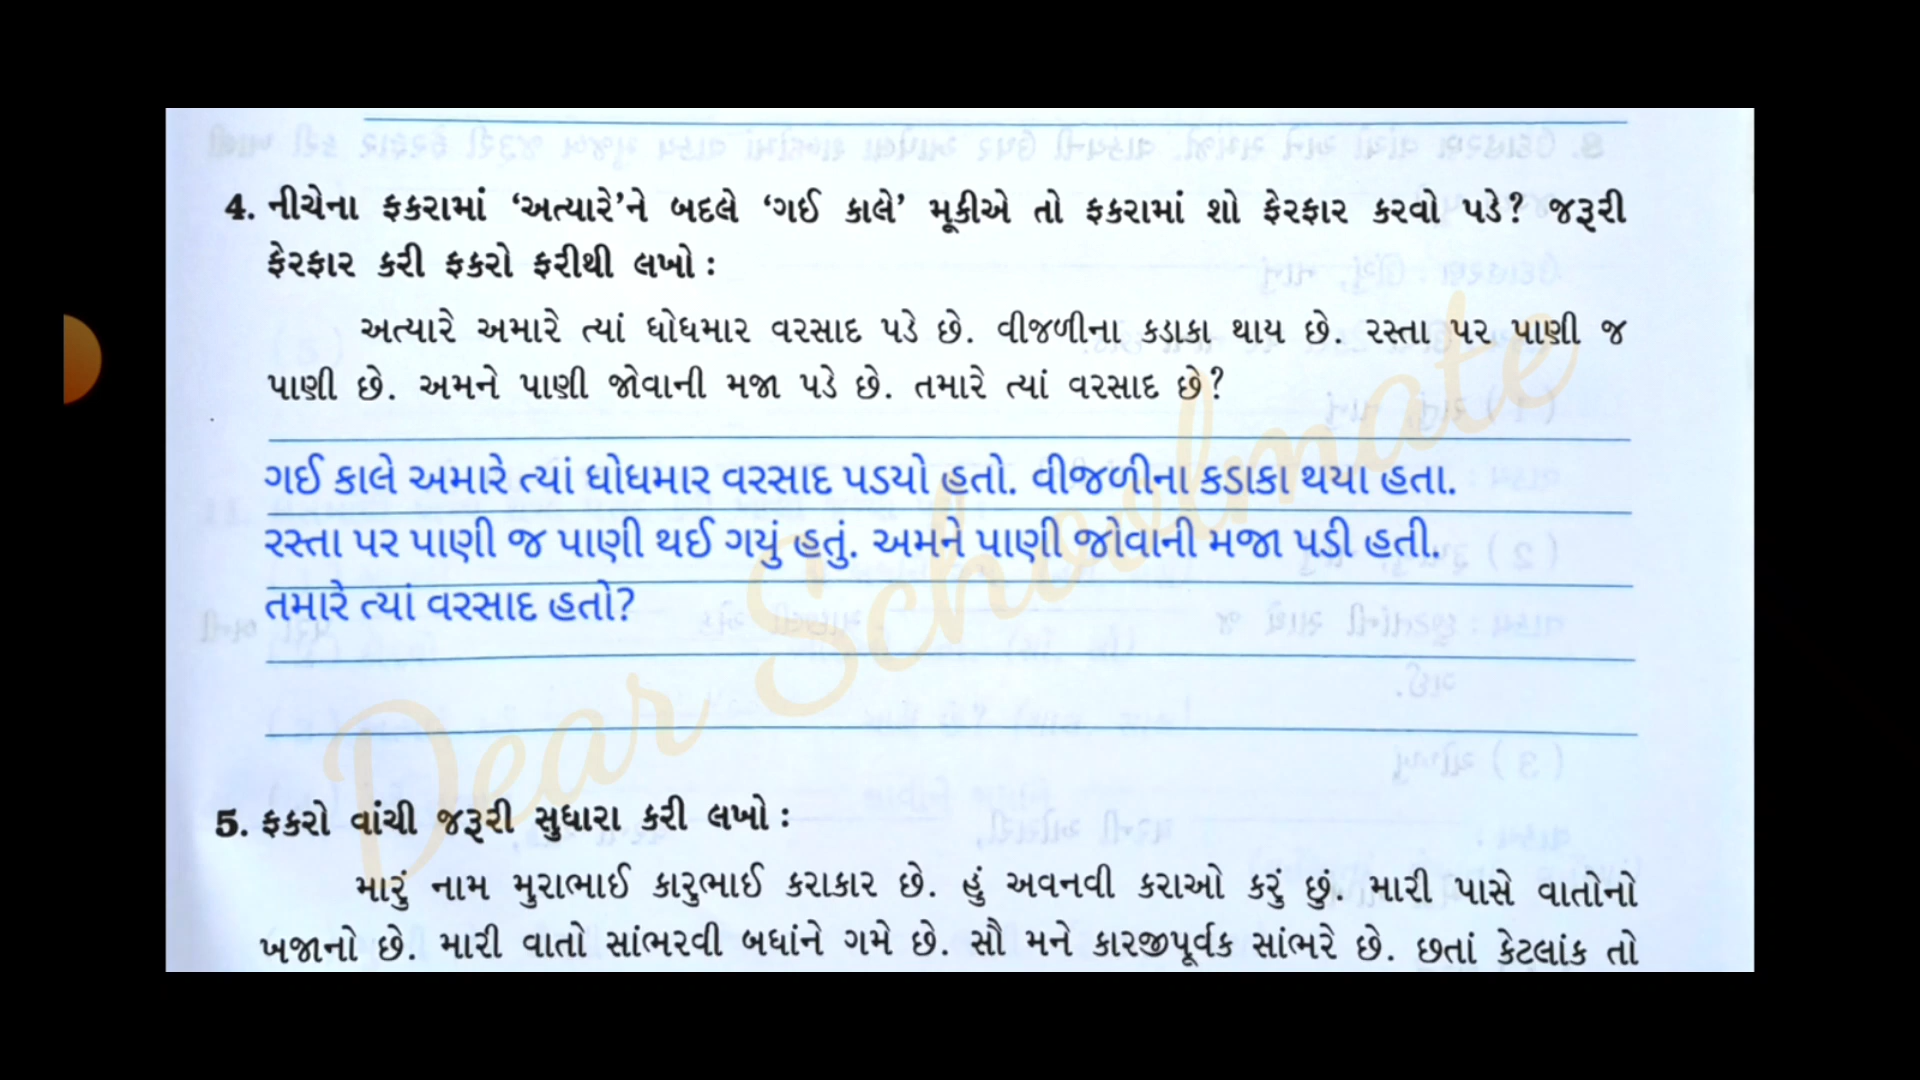 4. નીચેના ફકરામાં ‘અત્યારે’ને બદલે ‘ગઈ કાલે’ મૂકીએ તો ફકરામાં શો ફેરફાર કરવો પડે? જરૂરી
ફેરફાર કરી ફકરો ફરીથી લખો :
અત્યારે અમારે ત્યાં ધોધમાર વરસાદ પડે છે. વીજળીના કડાકા થાય છે. રસ્તા પર પાણી જ
પાણી છે. અમને પાણી જોવાની મજા પડે છે. તમારે ત્યાં વરસાદ છે?
ગઈ કાલે અમારે ત્યાં ધોધમાર વરસાદ પડયો હતો. વીજળીના કડાકા થયા હતા.
રસ્તા પર પાણી જ પાણી થઈ ગયું હતું. અમને પાણી જોવાની મજા પડી હતી.
તમારે ત્યાં વરસાદ હતો?
Dear Schoolmate
5. ફકરો વાંચી જરૂરી સુધારા કરી લખો :
મારું નામ મુરાભાઈ કારુભાઈ કરાકાર છે. હું અવનવી કરાઓ કરું છું. મારી પાસે વાતોનો
ખજાનો છે. મારી વાતો સાંભરવી બધાંને ગમે છે. સૌ મને કારજીપૂર્વક સાંભરે છે. છતાં કેટલાંક તો